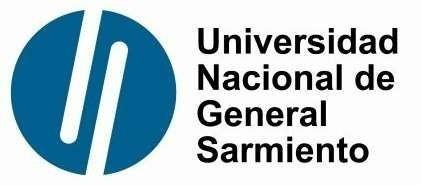 Universidad
Nacional de
General
Sarmiento